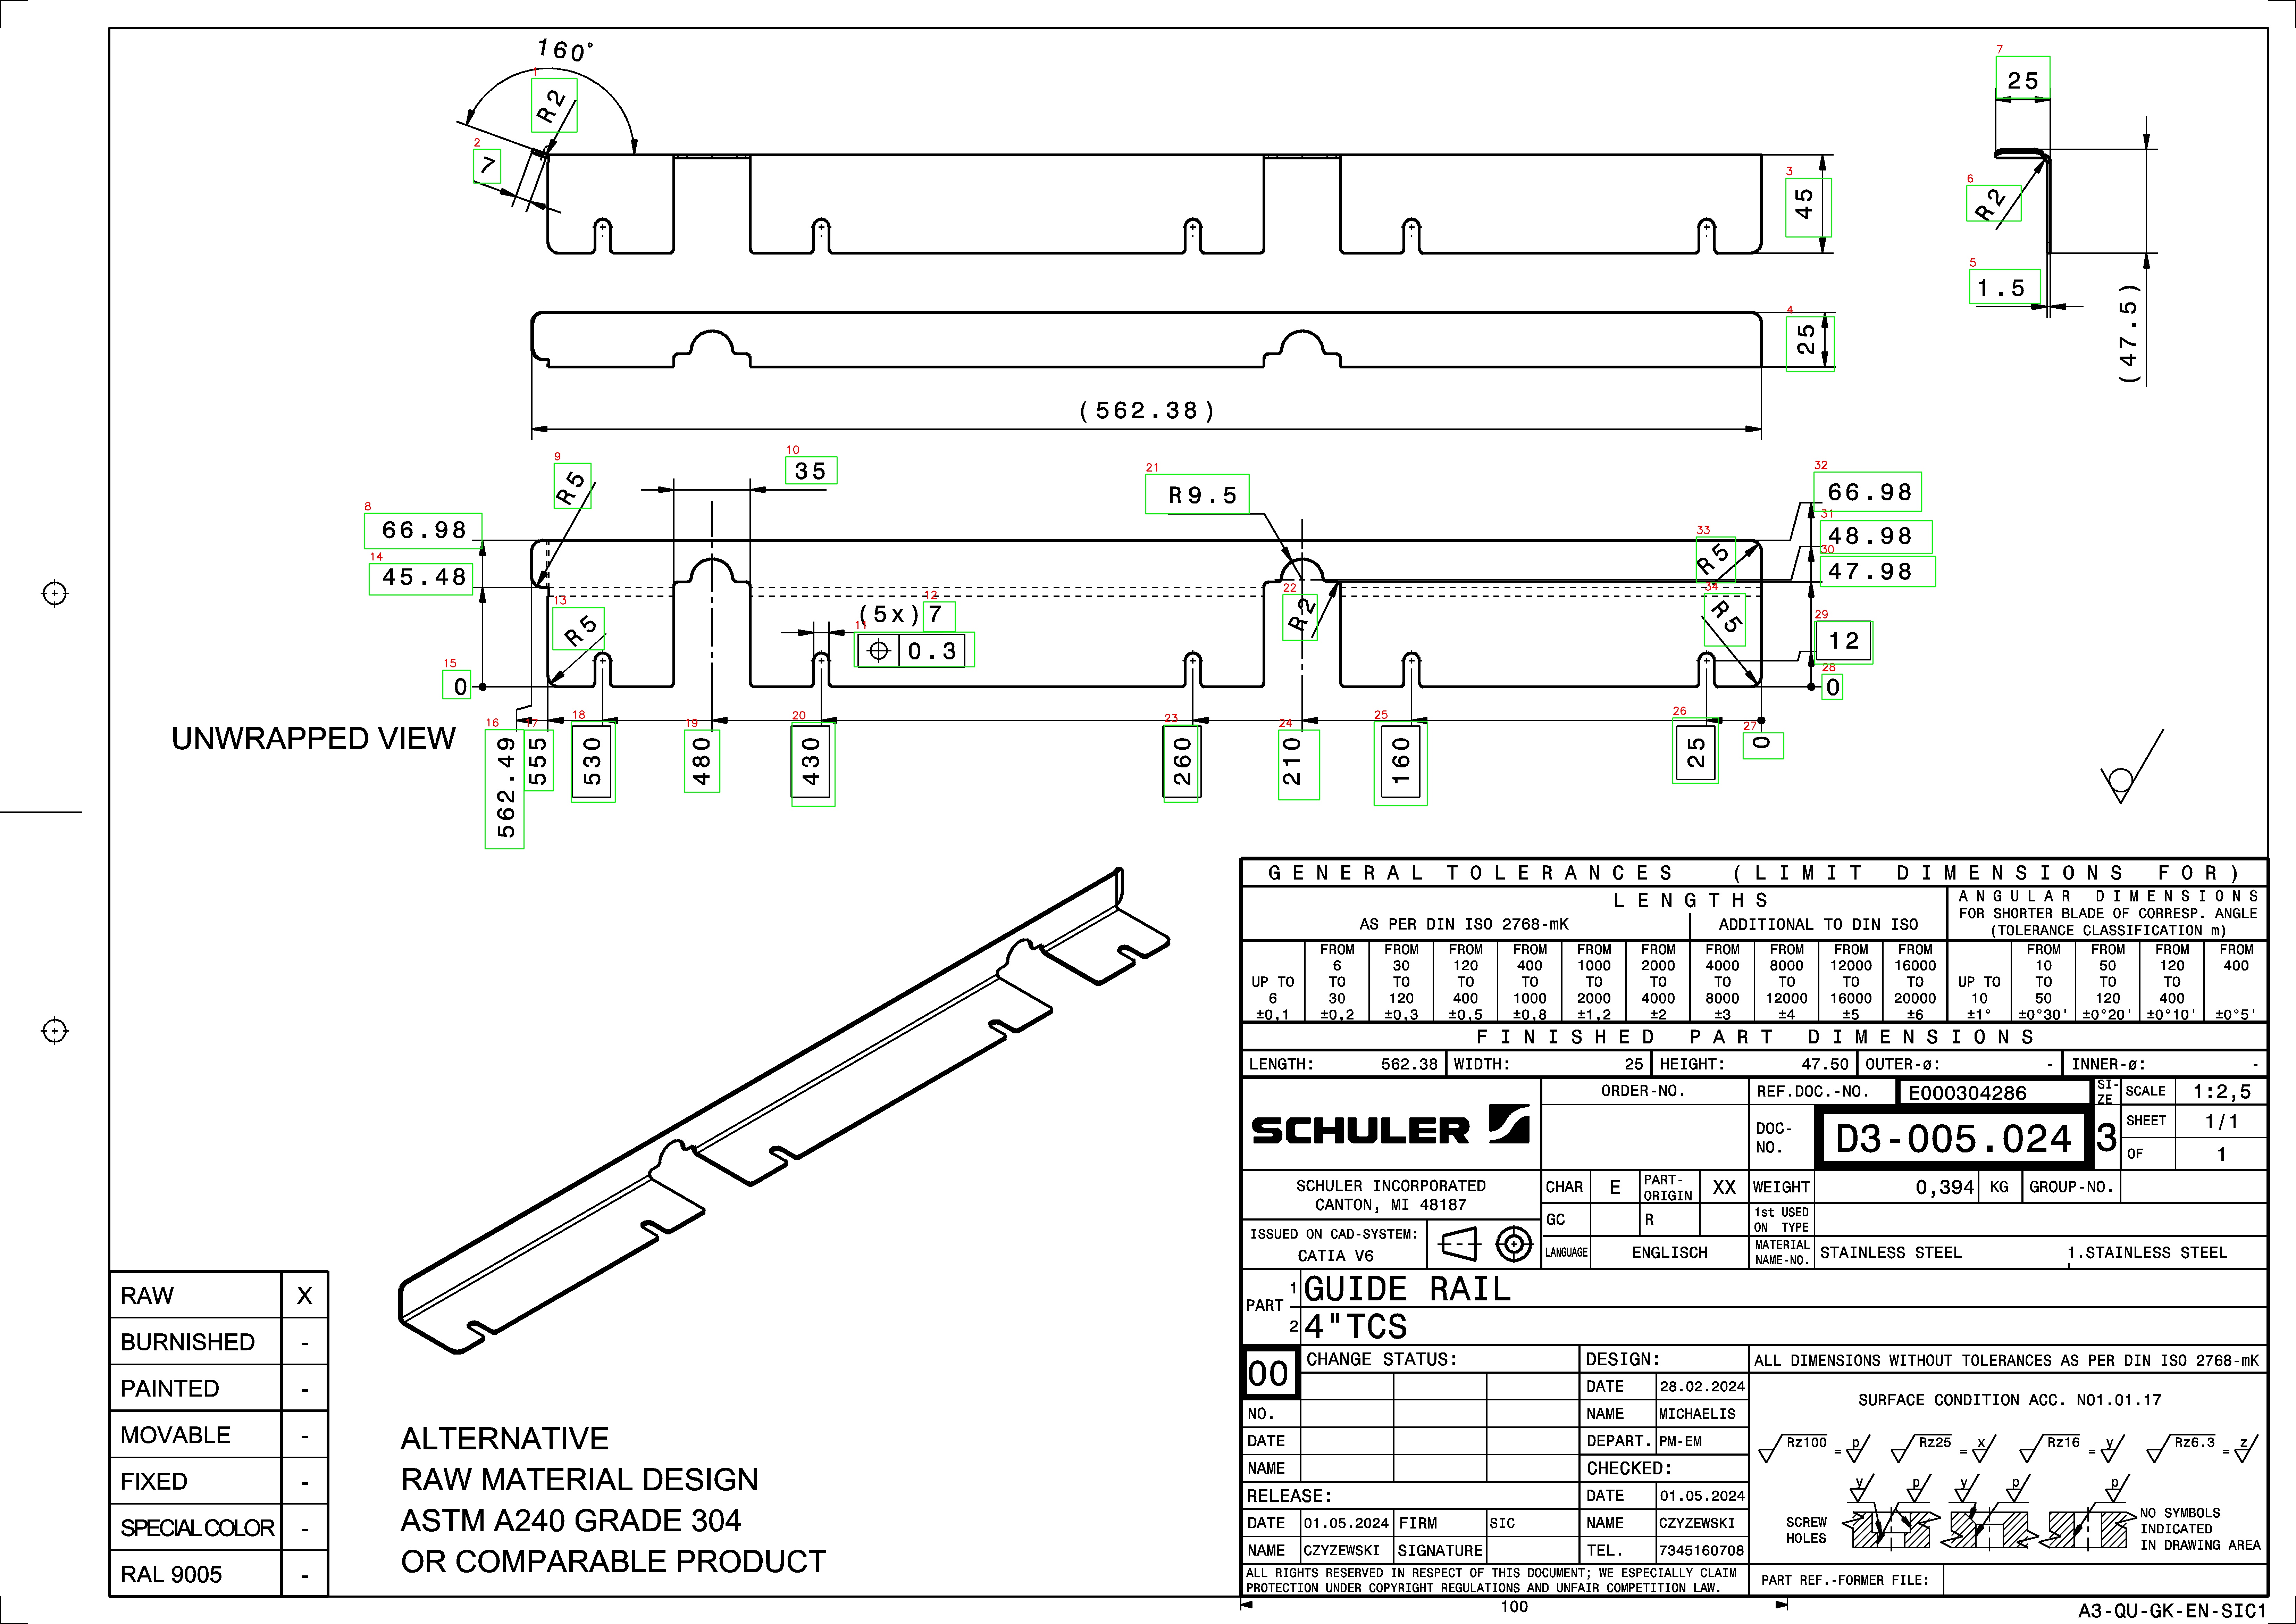 160°
1
R2
2
7
3
45
7
25
6
R2
5
1.5
(47.5)
4
25
(562.38)
8
66.98
9
R5
10
35
21
R9.5
32
66.98
31
48.98
30
47.98
33
R5
34
R5
14
45.48
13
R5
12
(5x) 7
11
0.3
22
R2
29
12
28
0
15
0
UNWRAPPED VIEW
16
562.49
17
555
18
530
19
480
20
430
23
260
24
210
25
160
26
25
27
0
GENERAL TOLERANCES (LIMIT DIMENSIONS FOR)
LENGTHS
AS PER DIN ISO 2768-mK
ADDITIONAL TO DIN ISO
ANGULAR DIMENSIONS
FOR SHORTER BLADE OF CORRESP. ANGLE
(TOLERANCE CLASSIFICATION m)
UP TO 6 ±0,1
FROM 6 TO 30 ±0,2
FROM 30 TO 120 ±0,3
FROM 120 TO 400 ±0,5
FROM 400 TO 1000 ±0,8
FROM 1000 TO 2000 ±1,2
FROM 2000 TO 4000 ±2
FROM 4000 TO 8000 ±3
FROM 8000 TO 12000 ±4
FROM 12000 TO 16000 ±5
FROM 16000 TO 20000 ±6
UP TO 10 ±1°
FROM 10 TO 50 ±0°30'
FROM 50 TO 120 ±0°20'
FROM 120 TO 400 ±0°10'
FROM 400 ±0°5'
FINISHED PART DIMENSIONS
LENGTH: 562.38 WIDTH: 25 HEIGHT: 47.50 OUTER-ø: - INNER-ø: -
SCHULER
ORDER-NO.
REF.DOC.-NO. E000304286
SI-ZE 3
SCALE 1:2,5
DOC-NO. D3-005.024
SHEET 1/1
OF 1
SCHULER INCORPORATED
CANTON, MI 48187
CHAR E PART-ORIGIN XX WEIGHT 0,394 KG GROUP-NO.
GC R 1st USED ON TYPE
ISSUED ON CAD-SYSTEM:
CATIA V6
LANGUAGE ENGLISCH
MATERIAL NAME-NO. STAINLESS STEEL 1.STAINLESS STEEL
PART 1 GUIDE RAIL
2 4"TCS
00 CHANGE STATUS:
NO.
DATE
NAME
DESIGN:
DATE 28.02.2024
NAME MICHAELIS
DEPART. PM-EM
CHECKED:
DATE 01.05.2024
NAME CZYZEWSKI
TEL. 7345160708
RELEASE:
DATE 01.05.2024 FIRM SIC
NAME CZYZEWSKI SIGNATURE
ALL RIGHTS RESERVED IN RESPECT OF THIS DOCUMENT; WE ESPECIALLY CLAIM
PROTECTION UNDER COPYRIGHT REGULATIONS AND UNFAIR COMPETITION LAW.
ALL DIMENSIONS WITHOUT TOLERANCES AS PER DIN ISO 2768-mK
SURFACE CONDITION ACC. N01.01.17
Rz100 = p Rz25 = x Rz16 = y Rz6.3 = z
y p y p p
SCREW
HOLES
NO SYMBOLS
INDICATED
IN DRAWING AREA
PART REF.-FORMER FILE:
100
A3-QU-GK-EN-SIC1
RAW X
BURNISHED -
PAINTED -
MOVABLE -
FIXED -
SPECIAL COLOR -
RAL 9005 -
ALTERNATIVE
RAW MATERIAL DESIGN
ASTM A240 GRADE 304
OR COMPARABLE PRODUCT